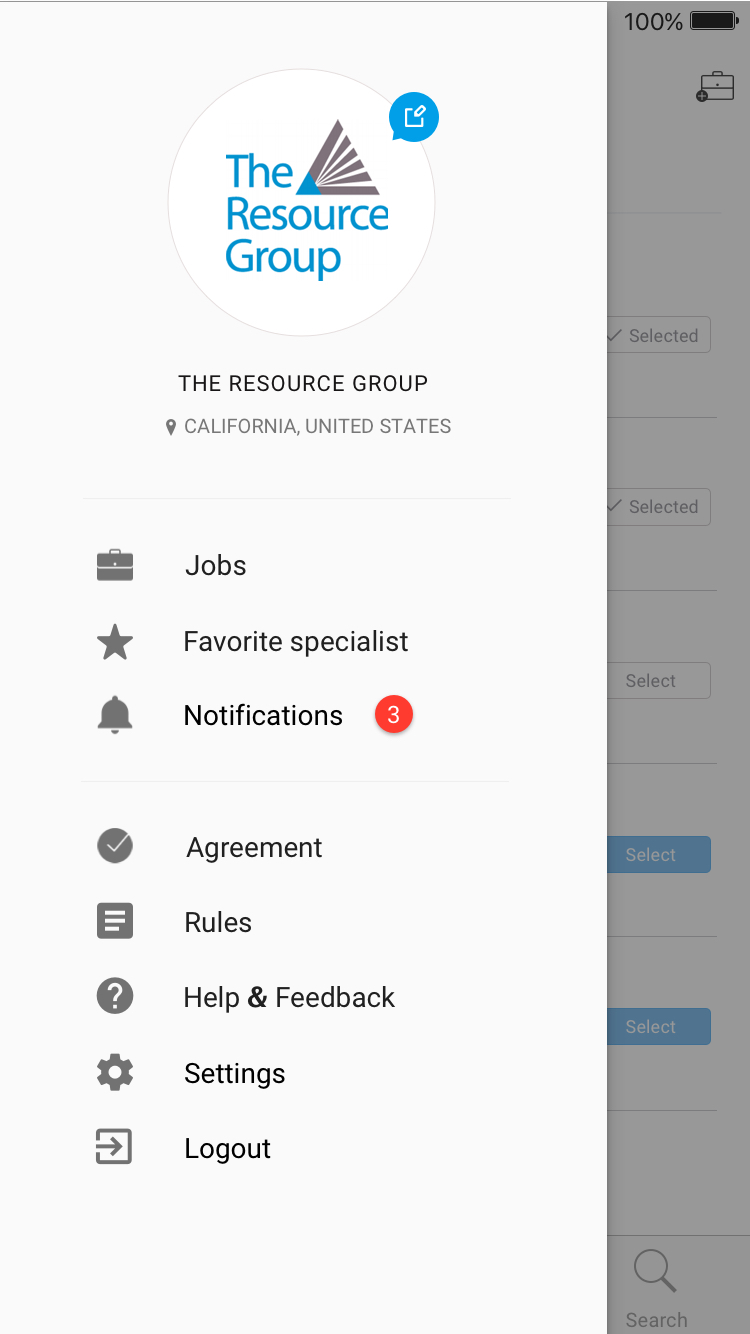 100%
The
Resource
Group
THE RESOURCE GROUP
CALIFORNIA, UNITED STATES
Selected
Selected
Select
Select
Select
Jobs
Favorite specialist
Notifications 3
Agreement
Rules
Help & Feedback
Settings
Logout
Search